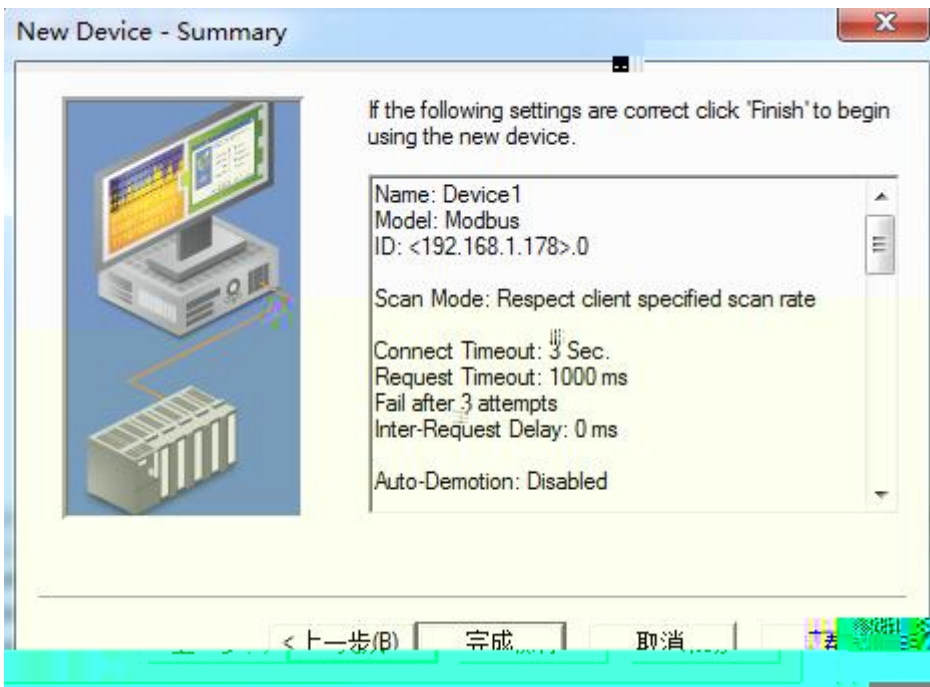 New Device - Summary
If the following settings are correct click 'Finish' to begin
using the new device.
Name: Device1
Model: Modbus
ID: <192.168.1.178>.0
Scan Mode: Respect client specified scan rate
Connect Timeout: 3 Sec.
Request Timeout: 1000 ms
Fail after 3 attempts
Inter-Request Delay: 0 ms
Auto-Demotion: Disabled
<上一步(B) 完成 取消